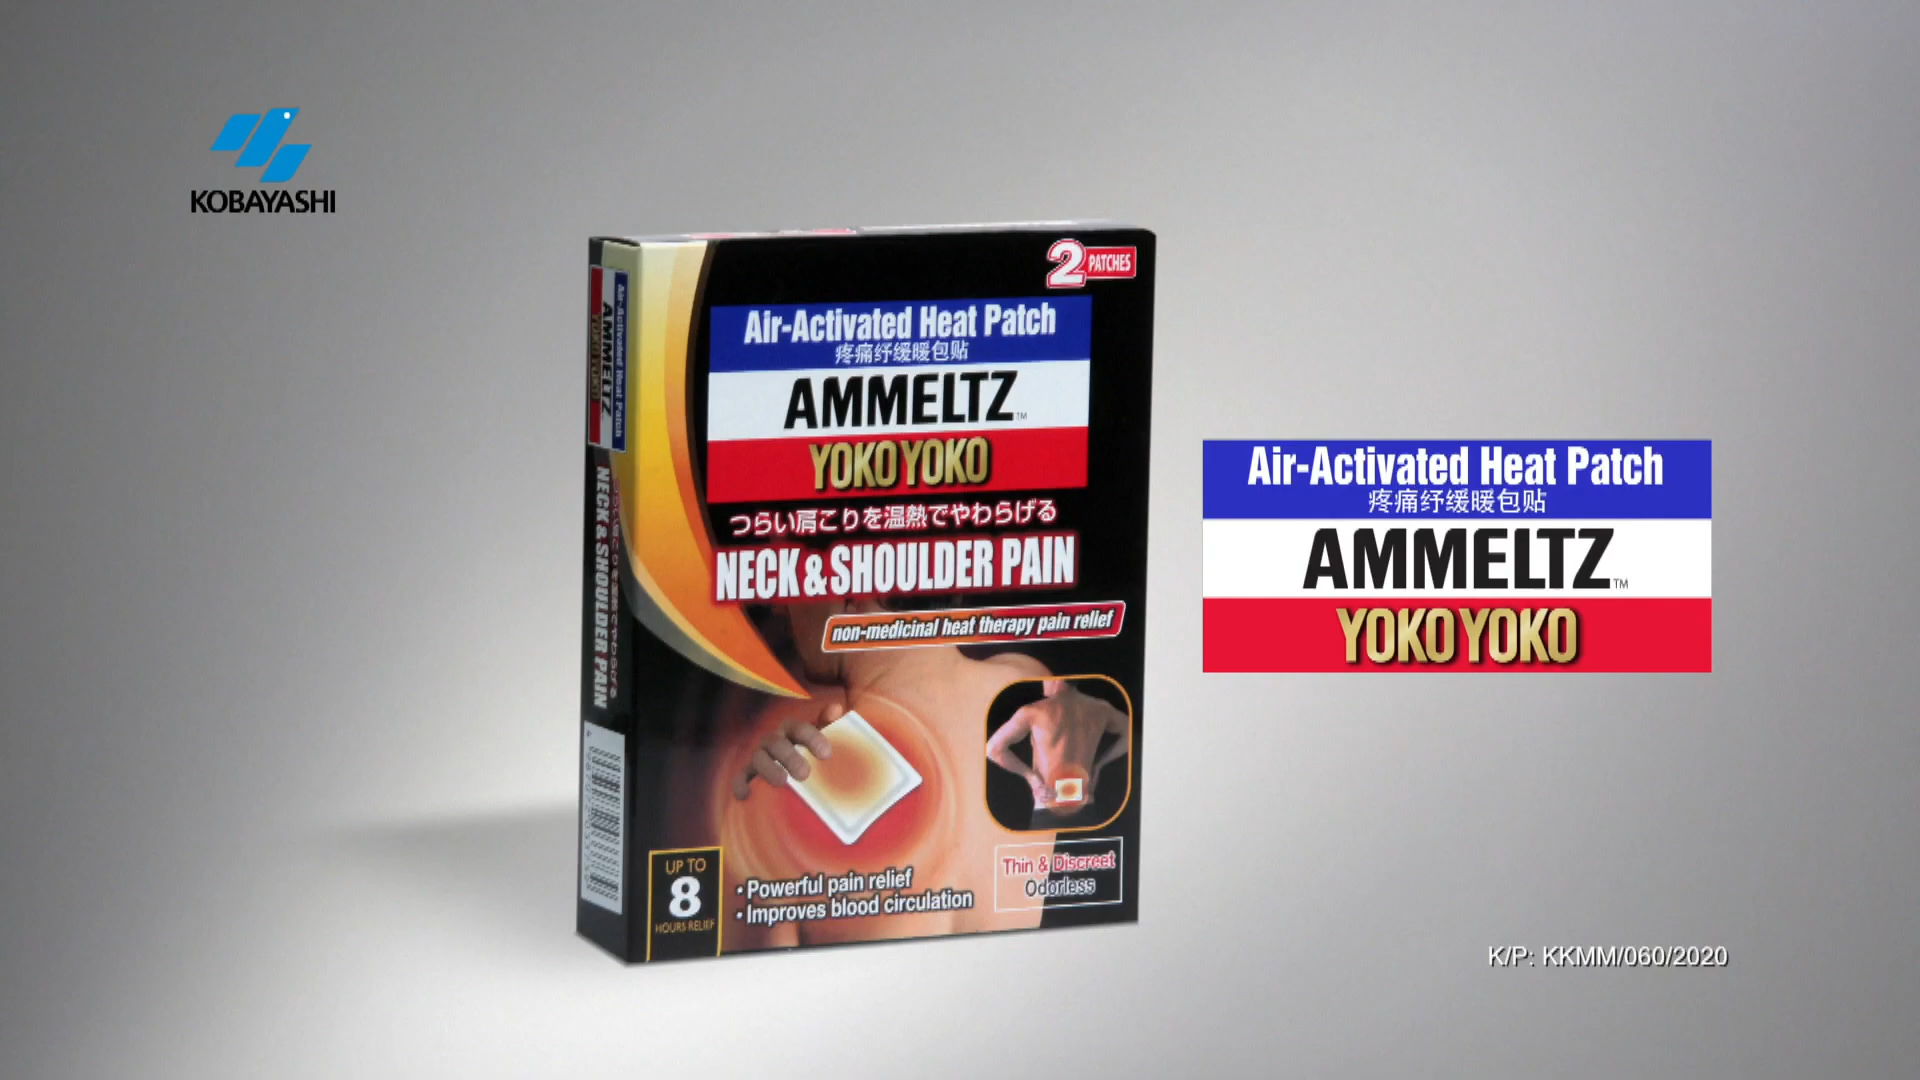 KOBAYASHI
2 PATCHES
Air-Activated Heat Patch
疼痛纾缓暖包贴
AMMELTZ™
YOKO YOKO
つらい肩こりを温熱でやわらげる
NECK & SHOULDER PAIN
non-medicinal heat therapy pain relief
UP TO
8
HOURS RELIEF
• Powerful pain relief
• Improves blood circulation
Thin & Discreet
Odorless
Air-Activated Heat Patch
AMMELTZ
YOKO YOKO
NECK & SHOULDER PAIN
Air-Activated Heat Patch
疼痛纾缓暖包贴
AMMELTZ™
YOKO YOKO
K/P: KKMM/060/2020